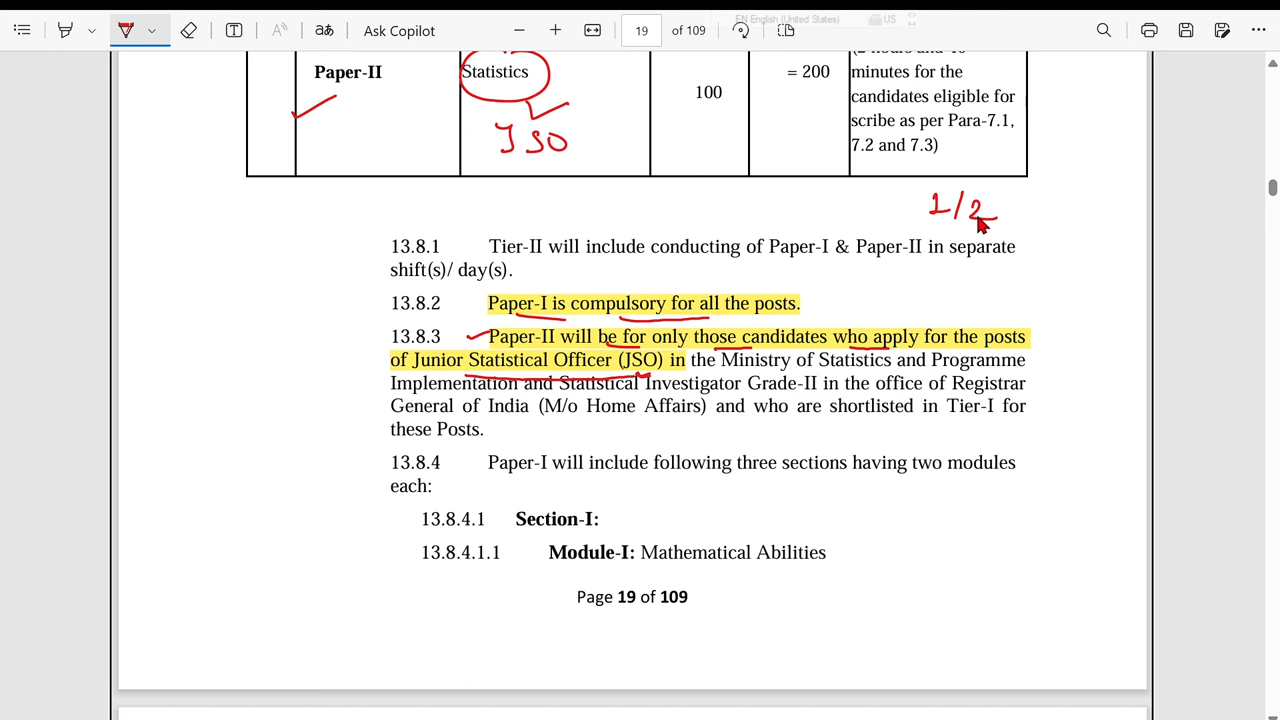 EN English (United States) US
Ask Copilot 19 of 109
Paper-II Statistics 100 = 200
minutes for the
candidates eligible for
scribe as per Para-7.1,
7.2 and 7.3)
JSO
1/2
13.8.1 Tier-II will include conducting of Paper-I & Paper-II in separate
shift(s)/ day(s).
13.8.2 Paper-I is compulsory for all the posts.
13.8.3 Paper-II will be for only those candidates who apply for the posts
of Junior Statistical Officer (JSO) in the Ministry of Statistics and Programme
Implementation and Statistical Investigator Grade-II in the office of Registrar
General of India (M/o Home Affairs) and who are shortlisted in Tier-I for
these Posts.
13.8.4 Paper-I will include following three sections having two modules
each:
13.8.4.1 Section-I:
13.8.4.1.1 Module-I: Mathematical Abilities
Page 19 of 109